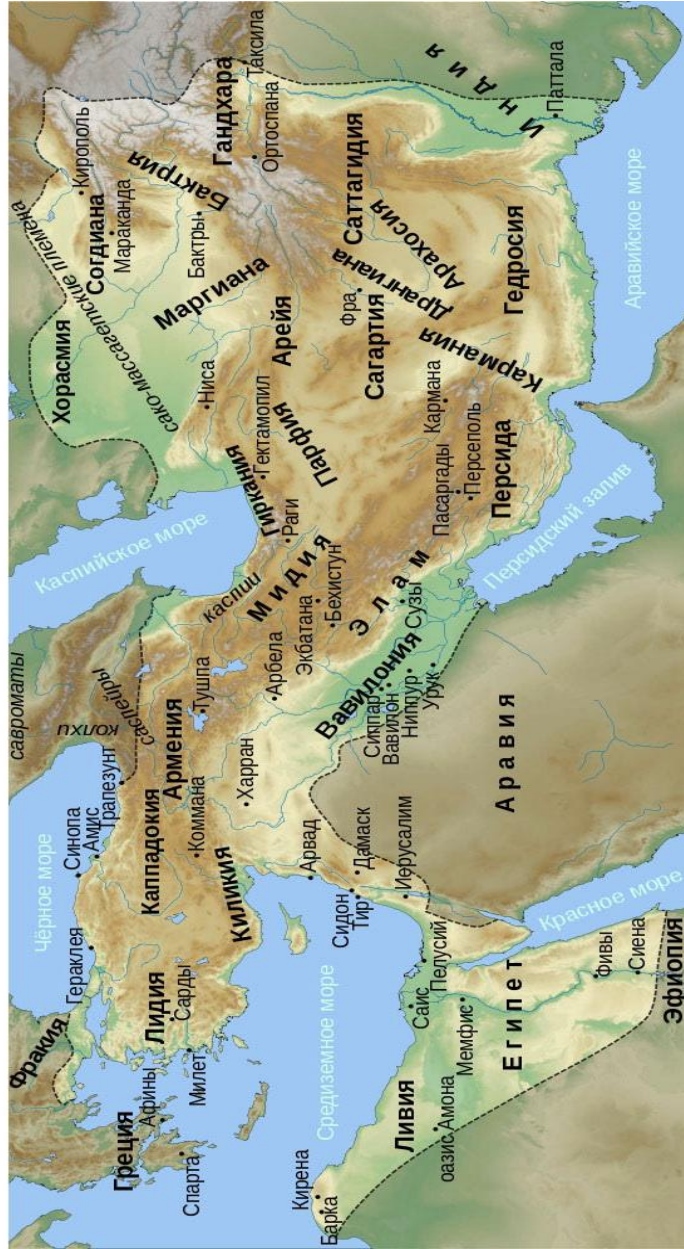 савроматы
Чёрное море
Каспийское море
Фракия
Греция
Афины
Спарта
Милет
Лидия
Сарды
Гераклея
Синопа
Амис
Трапезунт
колхи
саспейры
Каппадокия
Армения
Коммана
Тушпа
Киликия
Харран
Арбела
каспии
Мидия
Экбатана
Бехистун
Раги
Гиркания
Гектамопил
Парфия
Ниса
Хорасмия
сако-массагетские племена
Согдиана
Мараканда
Кирополь
Бактрия
Бактры
Маргиана
Арейя
Гандхара
Таксила
Ортоспана
Саттагидия
Арахосия
Дрангиана
Фра
Сагартия
Кармания
Кармана
Гедросия
Индия
Паттала
Аравийское море
Пасаргады
Персеполь
Персида
Персидский залив
Элам
Сузы
Вавилония
Сиппар
Вавилон
Ниппур
Урук
Аравия
Арвад
Дамаск
Сидон
Тир
Иерусалим
Средиземное море
Кирена
Барка
Ливия
оазис Амона
Саис
Пелусий
Мемфис
Египет
Фивы
Сиена
Эфиопия
Красное море